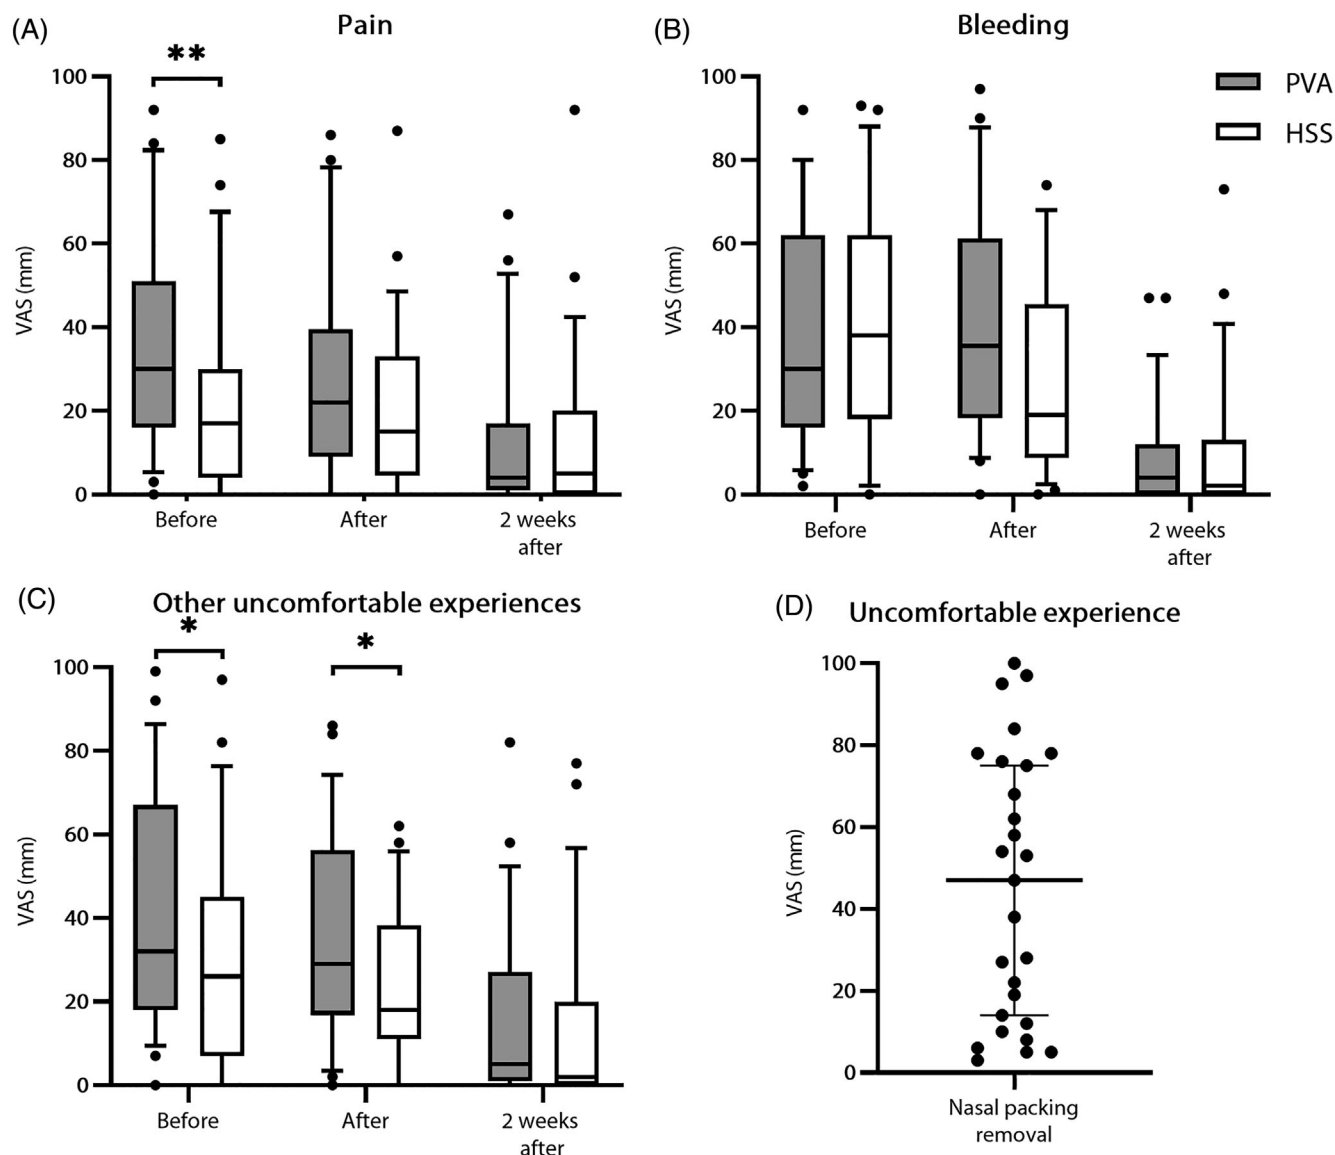 (A)
Pain
**
100
80
60
40
20
0
VAS (mm)
Before
After
2 weeks
after
(B)
Bleeding
100
80
60
40
20
0
VAS (mm)
Before
After
2 weeks
after
PVA
HSS
(C)
Other uncomfortable experiences
*
*
100
80
60
40
20
0
VAS (mm)
Before
After
2 weeks
after
(D)
Uncomfortable experience
100
80
60
40
20
0
VAS (mm)
Nasal packing
removal